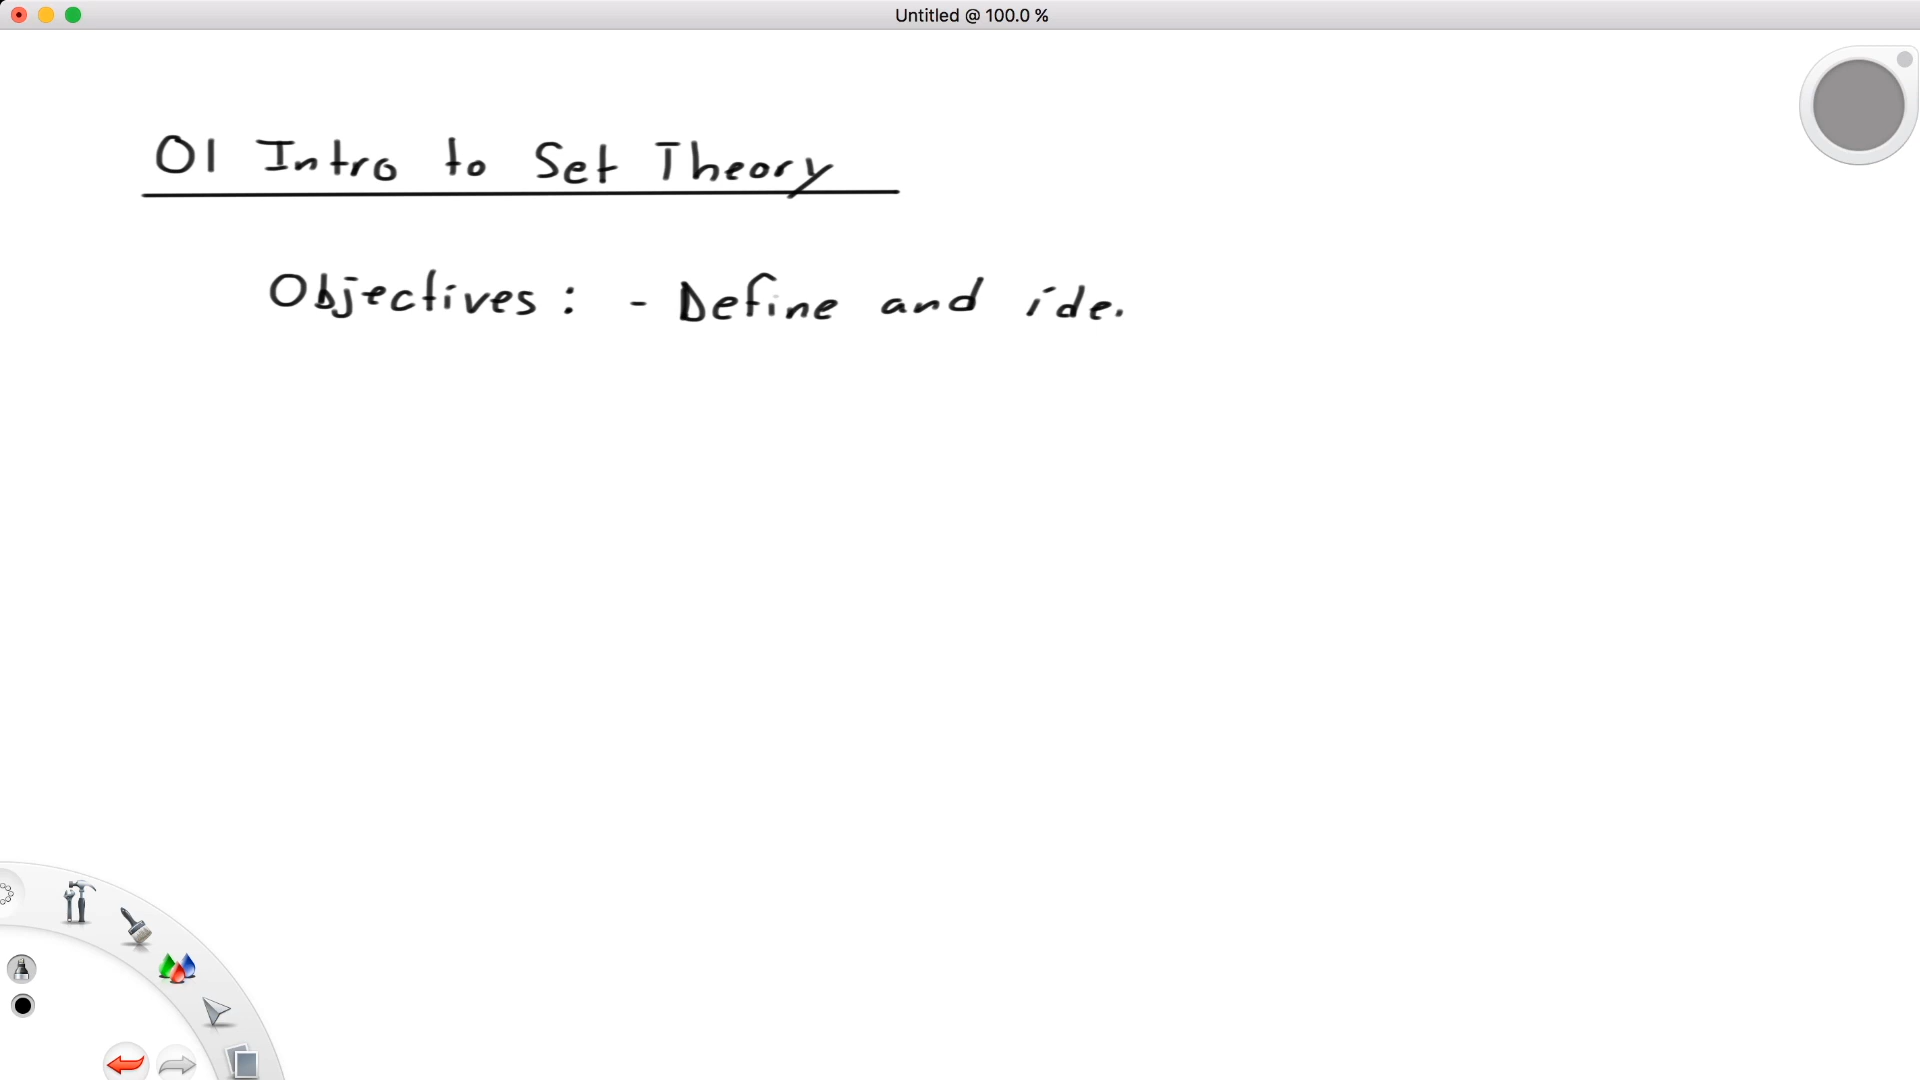 Untitled @ 100.0 %
01 Intro to Set Theory
Objectives: - Define and ide.